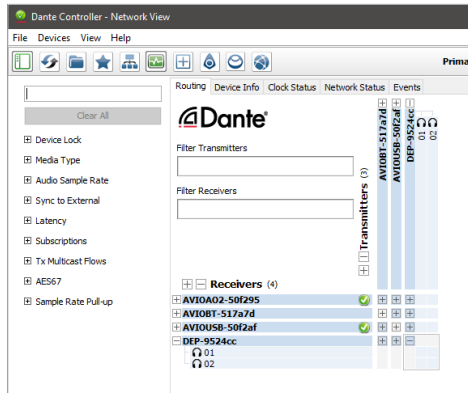 Dante Controller - Network View
File Devices View Help
Prima
Routing Device Info Clock Status Network Status Events
Clear All
Device Lock
Media Type
Audio Sample Rate
Sync to External
Latency
Subscriptions
Tx Multicast Flows
AES67
Sample Rate Pull-up
Dante®
Filter Transmitters
Filter Receivers
Transmitters (3)
AVIOBT-517a7d
AVIOUSB-50f2af
DEP-9524cc
01
02
Receivers (4)
AVIOAO2-50f295
AVIOBT-517a7d
AVIOUSB-50f2af
DEP-9524cc
01
02